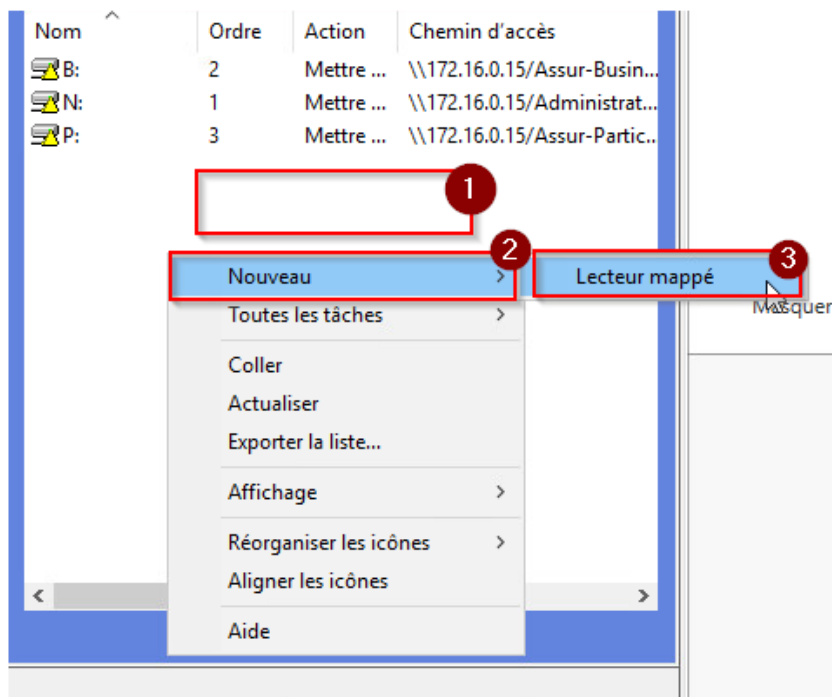 Nom Ordre Action Chemin d'accès
B: 2 Mettre ... \\172.16.0.15/Assur-Busin...
N: 1 Mettre ... \\172.16.0.15/Administrat...
P: 3 Mettre ... \\172.16.0.15/Assur-Partic...
1
2
3
Nouveau > Lecteur mappé
Toutes les tâches >
Masquer
Coller
Actualiser
Exporter la liste...
Affichage >
Réorganiser les icônes >
Aligner les icônes
Aide